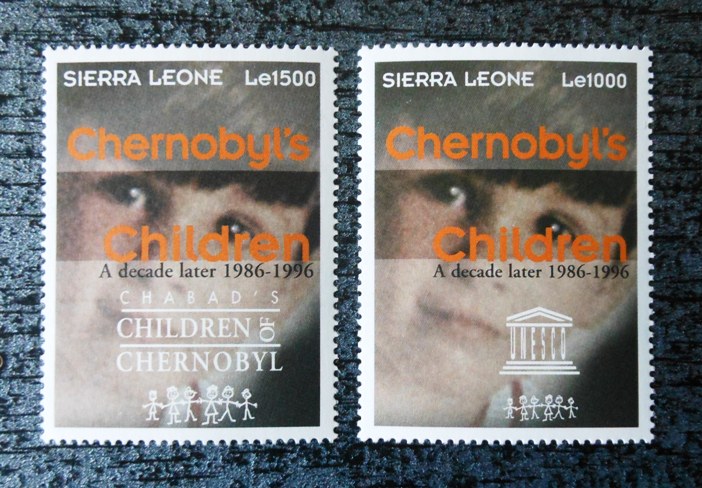 SIERRA LEONE Le1500
Chernobyl's
Children
A decade later 1986-1996
CHABAD'S
CHILDREN OF
CHERNOBYL
SIERRA LEONE Le1000
Chernobyl's
Children
A decade later 1986-1996
UNESCO